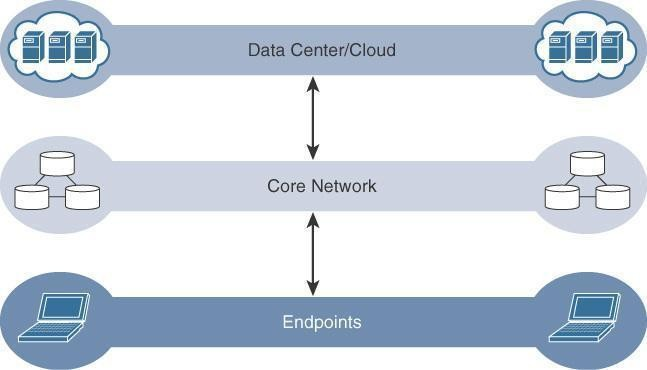 Data Center/Cloud
Core Network
Endpoints